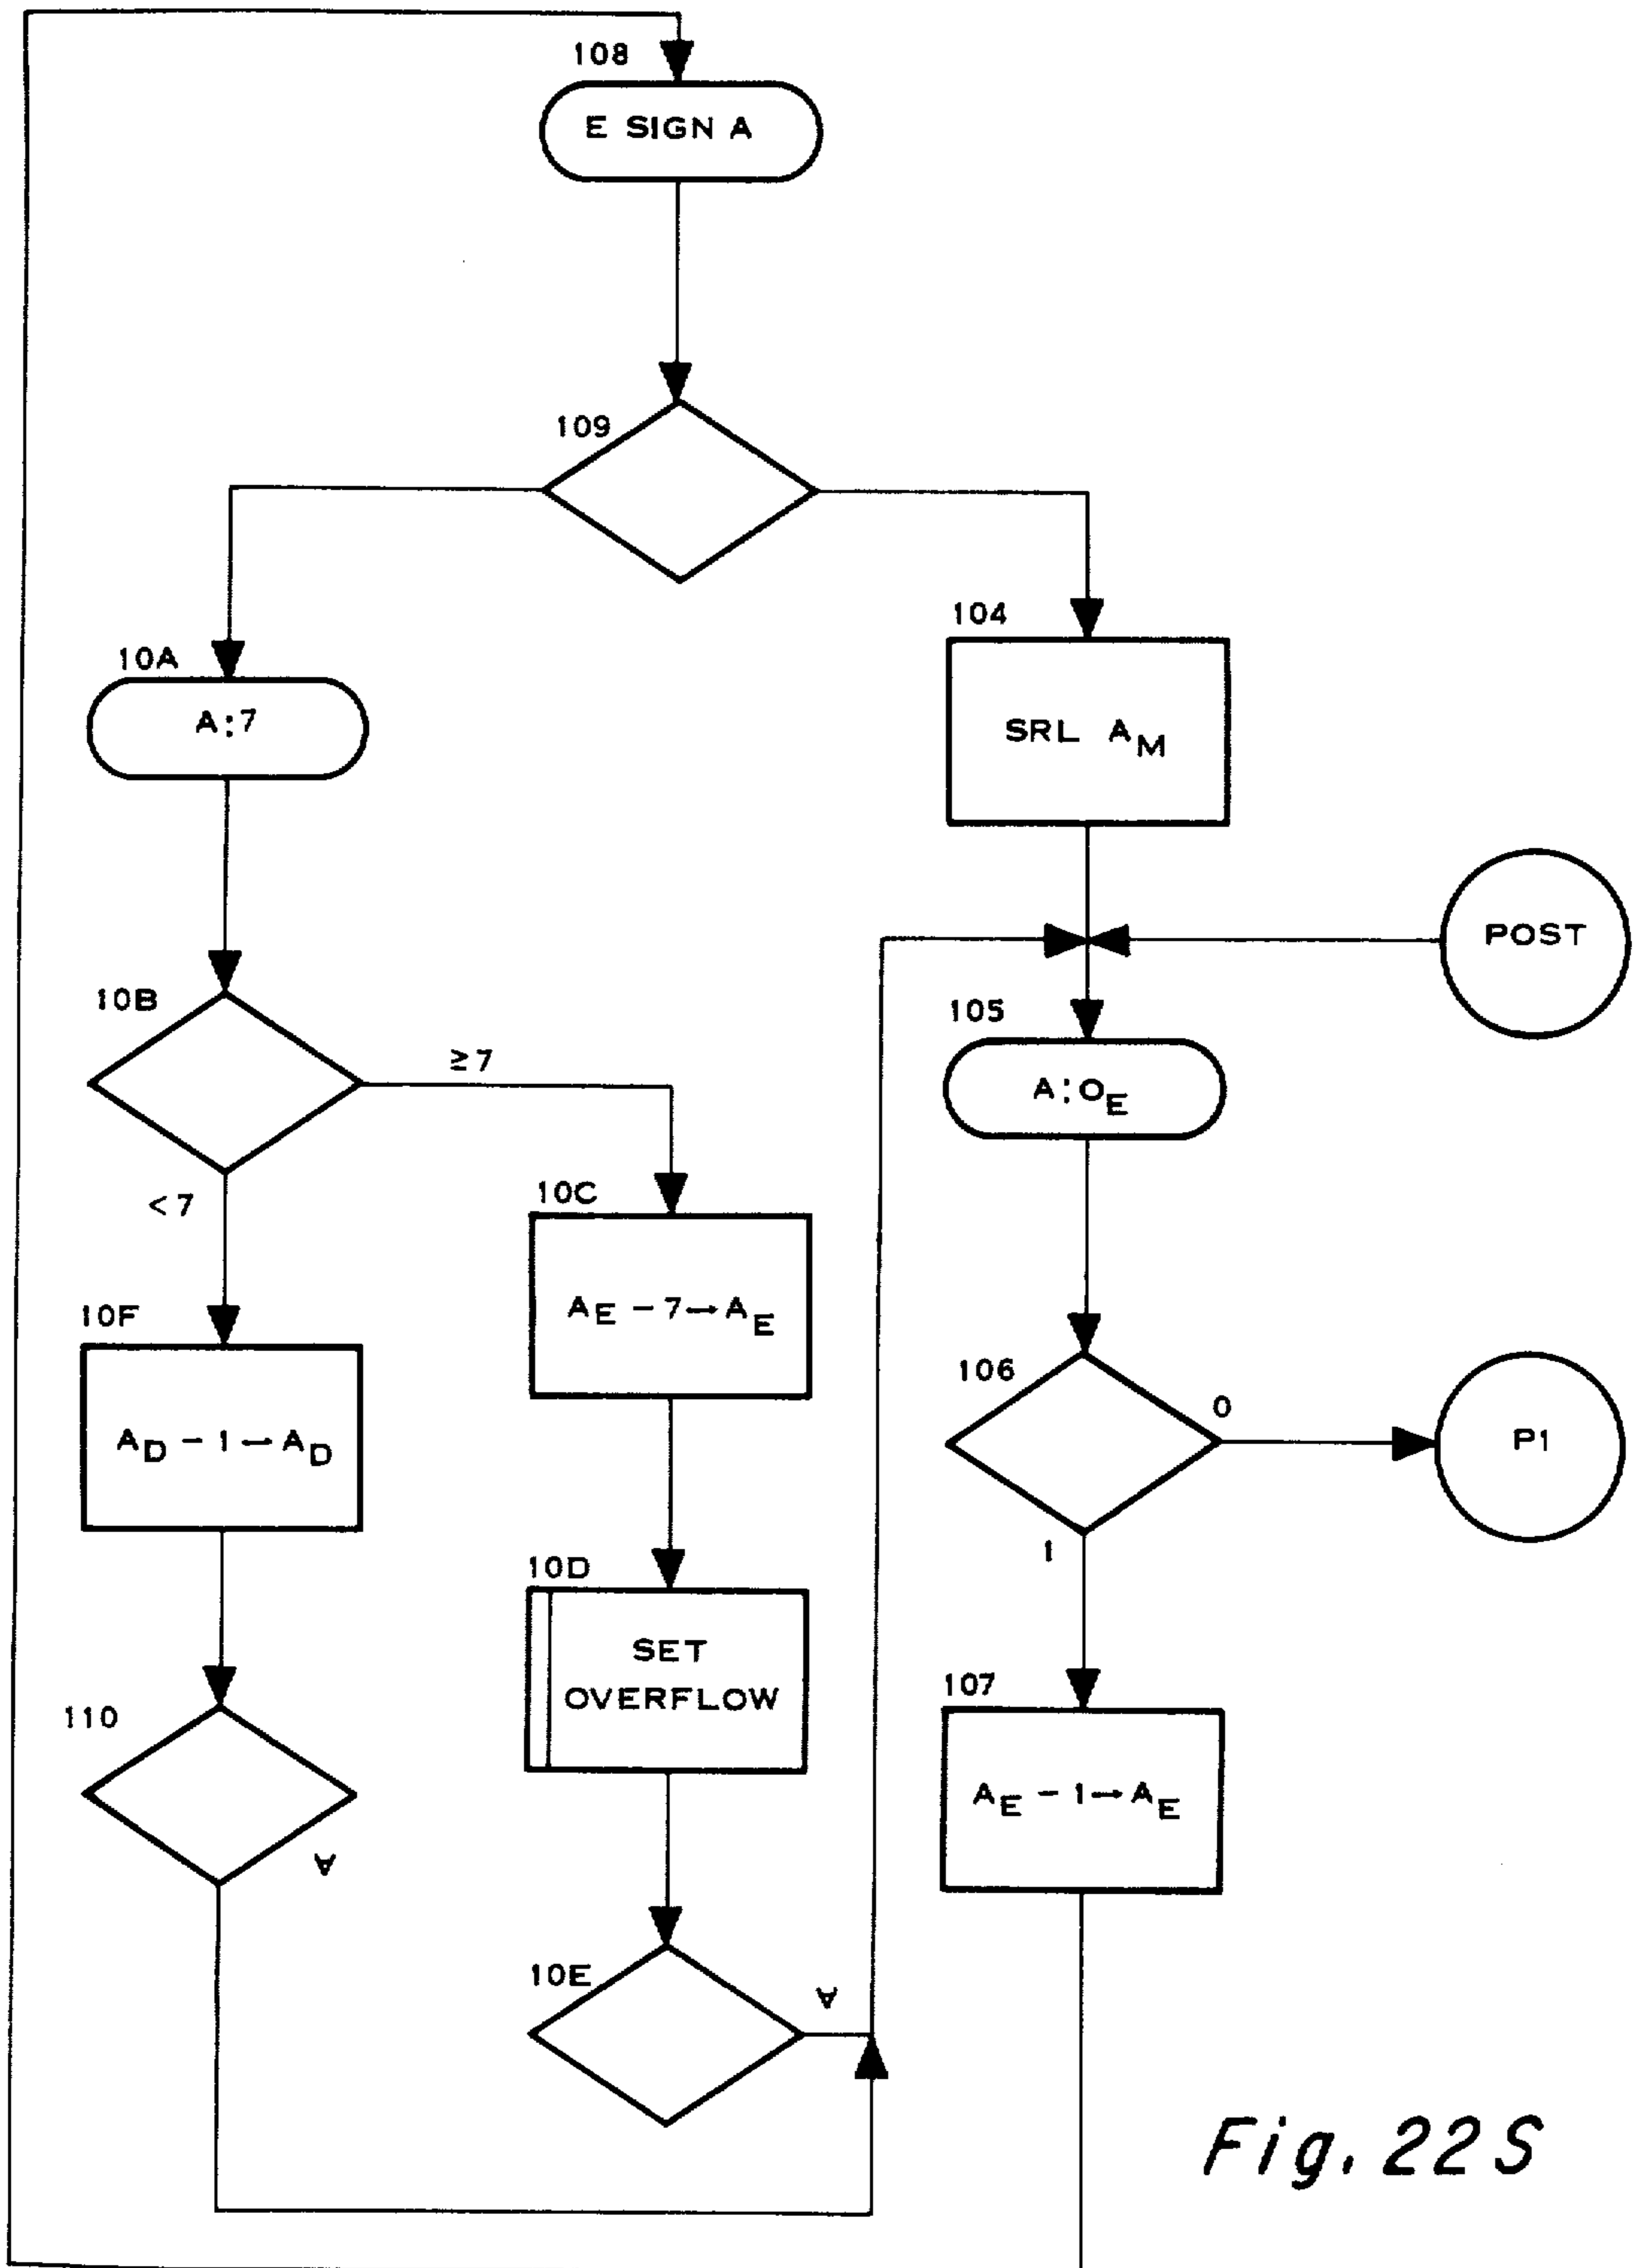 108
E SIGN A
109
104
SRL A_M
10A
A:7
POST
10B
≥7
<7
105
A:O_E
10C
A_E − 7 → A_E
10F
A_D − 1 → A_D
106
0
1
P1
10D
SET
OVERFLOW
107
A_E − 1 → A_E
110
∀
10E
∀
Fig. 22S